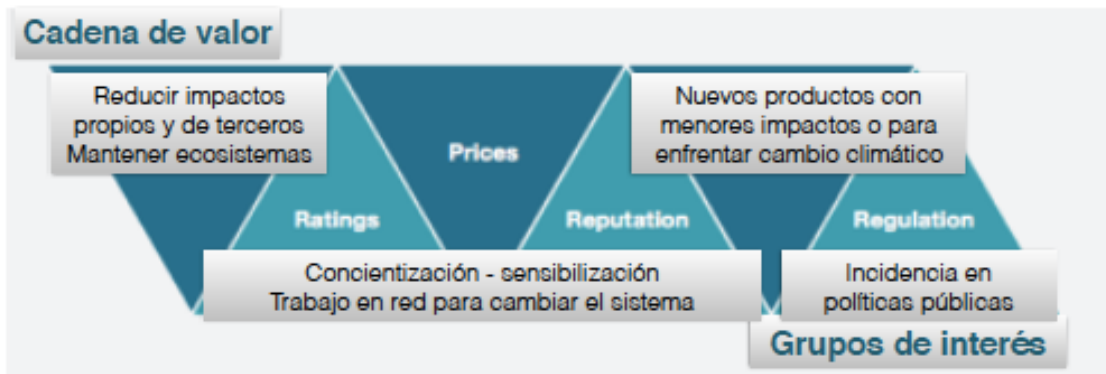 Cadena de valor
Reducir impactos
propios y de terceros
Mantener ecosistemas
Prices
Nuevos productos con
menores impactos o para
enfrentar cambio climático
Ratings
Reputation
Regulation
Concientización - sensibilización
Trabajo en red para cambiar el sistema
Incidencia en
políticas públicas
Grupos de interés